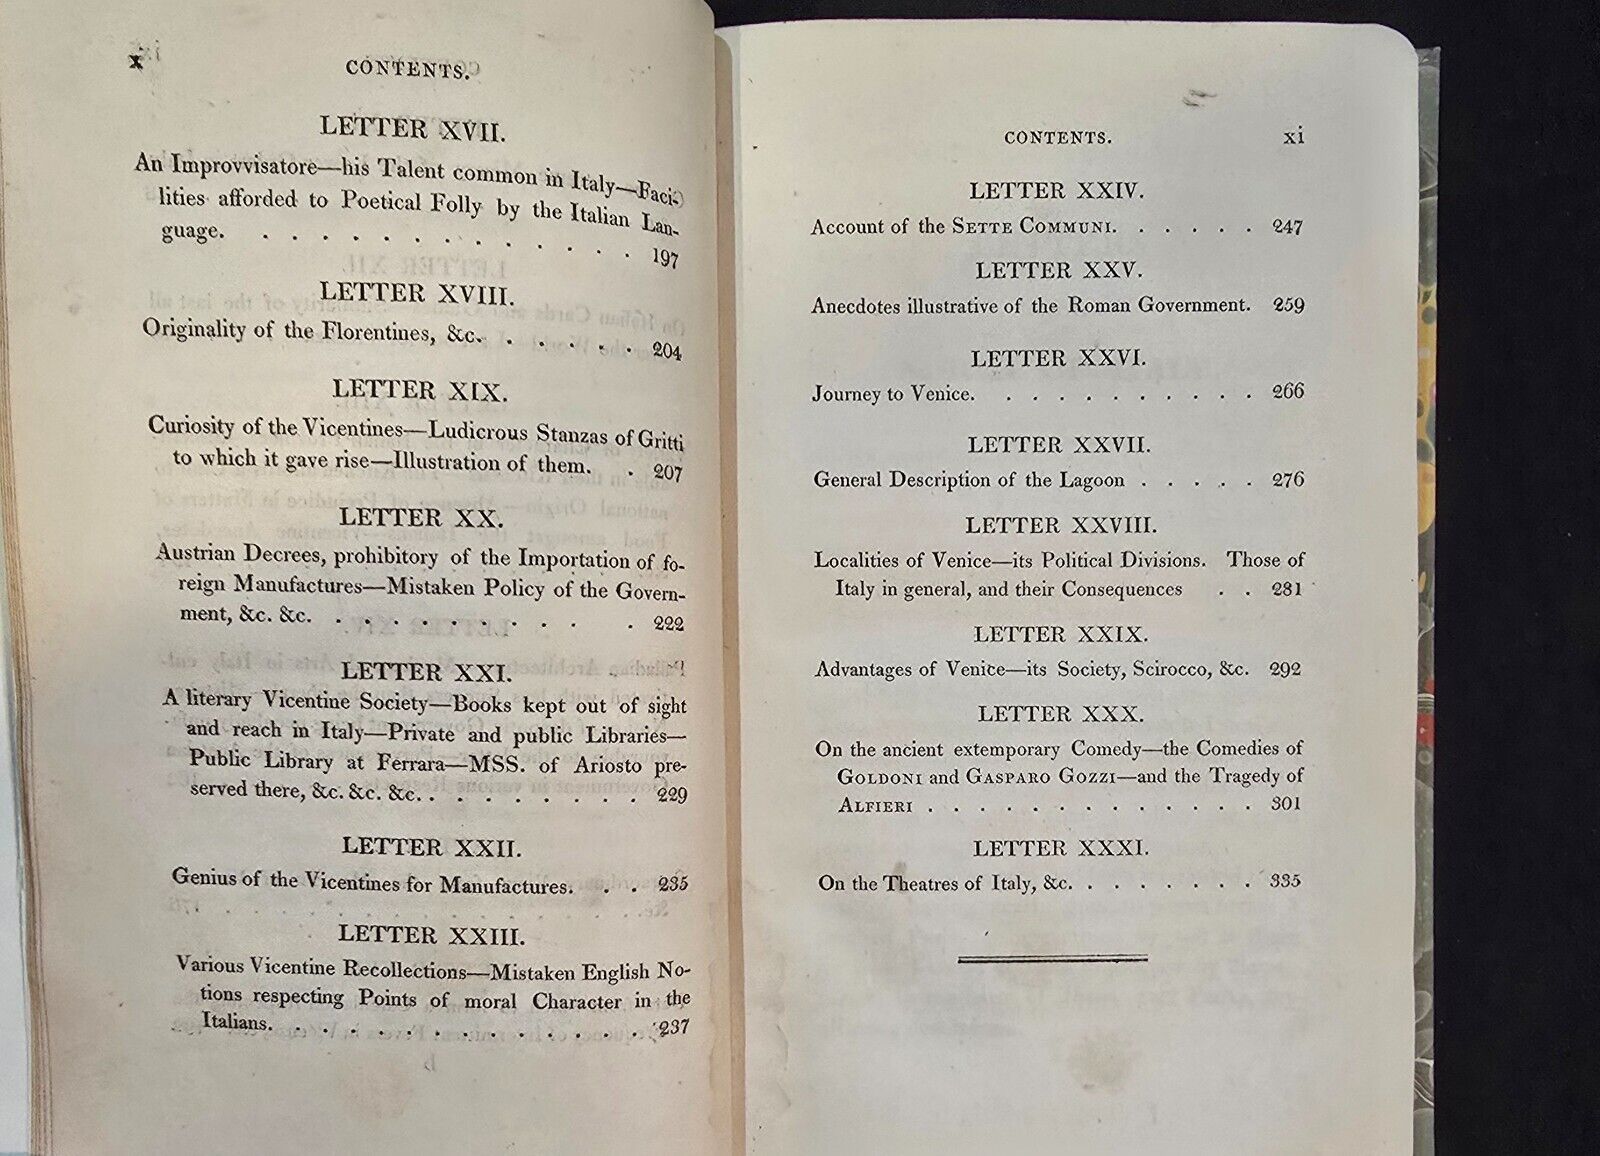 x
CONTENTS.
LETTER XVII.
An Improvvisatore—his Talent common in Italy—Faci-
lities afforded to Poetical Folly by the Italian Lan-
guage. . . . . . . . . . . . . . 197
LETTER XVIII.
Originality of the Florentines, &c. . . . . . 204
LETTER XIX.
Curiosity of the Vicentines—Ludicrous Stanzas of Gritti
to which it gave rise—Illustration of them. . . 207
LETTER XX.
Austrian Decrees, prohibitory of the Importation of fo-
reign Manufactures—Mistaken Policy of the Govern-
ment, &c. &c. . . . . . . . . . . . 222
LETTER XXI.
A literary Vicentine Society—Books kept out of sight
and reach in Italy—Private and public Libraries—
Public Library at Ferrara—MSS. of Ariosto pre-
served there, &c. &c. &c. . . . . . . . . 229
LETTER XXII.
Genius of the Vicentines for Manufactures. . . 235
LETTER XXIII.
Various Vicentine Recollections—Mistaken English No-
tions respecting Points of moral Character in the
Italians. . . . . . . . . . . . . . 237
b
CONTENTS. xi
LETTER XXIV.
Account of the SETTE COMMUNI. . . . . . 247
LETTER XXV.
Anecdotes illustrative of the Roman Government. 259
LETTER XXVI.
Journey to Venice. . . . . . . . . . . 266
LETTER XXVII.
General Description of the Lagoon . . . . . 276
LETTER XXVIII.
Localities of Venice—its Political Divisions. Those of
Italy in general, and their Consequences . . 281
LETTER XXIX.
Advantages of Venice—its Society, Scirocco, &c. 292
LETTER XXX.
On the ancient extemporary Comedy—the Comedies of
GOLDONI and GASPARO GOZZI—and the Tragedy of
ALFIERI . . . . . . . . . . . . . 301
LETTER XXXI.
On the Theatres of Italy, &c. . . . . . . . 335